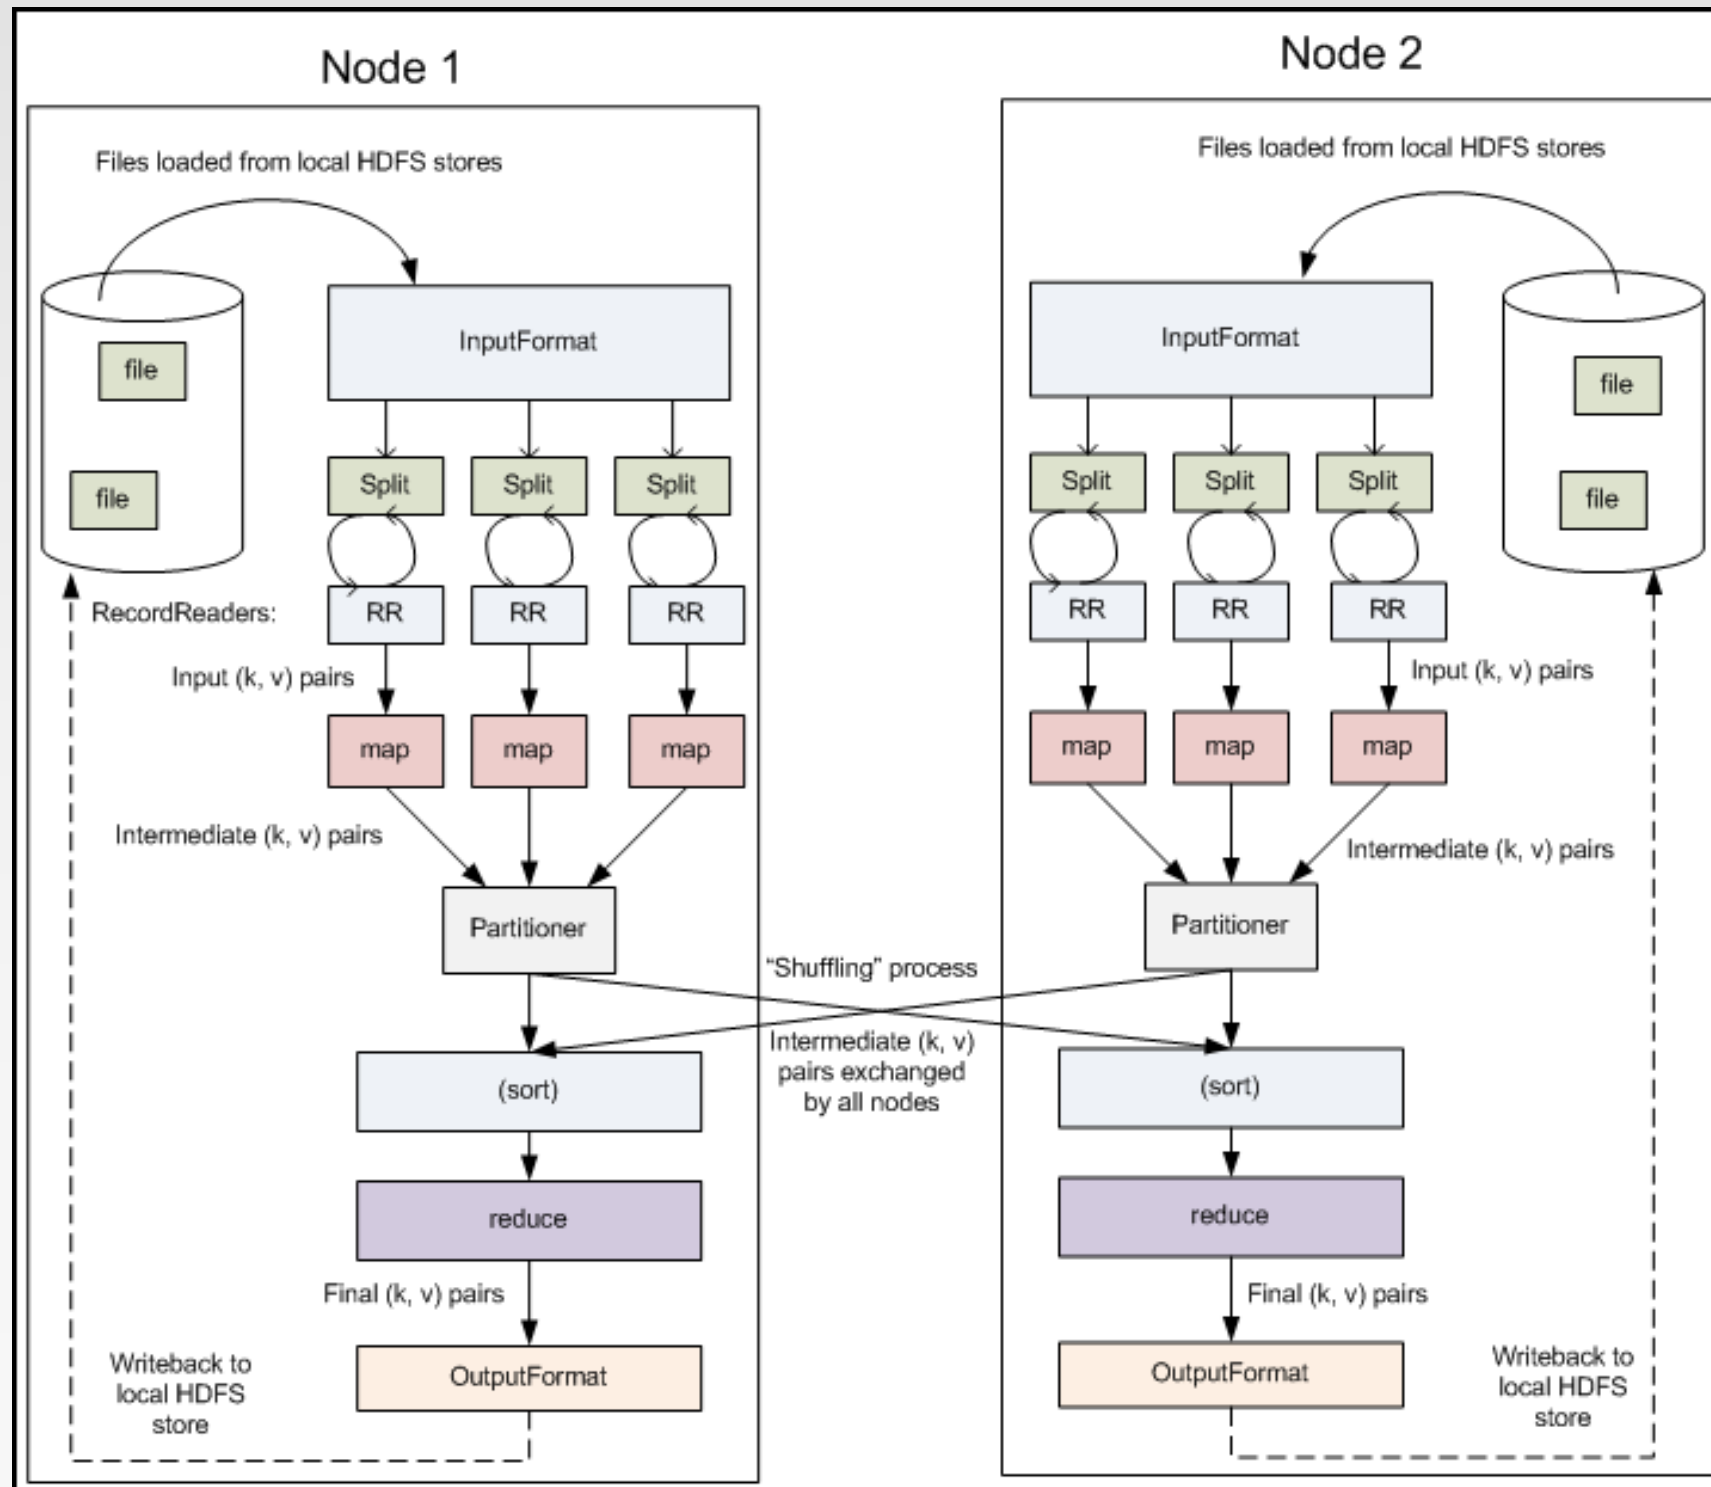 Node 1
Files loaded from local HDFS stores
file
file
InputFormat
Split Split Split
RecordReaders: RR RR RR
Input (k, v) pairs
map map map
Intermediate (k, v) pairs
Partitioner
(sort)
reduce
Final (k, v) pairs
OutputFormat
Writeback to
local HDFS
store
“Shuffling” process
Intermediate (k, v)
pairs exchanged
by all nodes
Node 2
Files loaded from local HDFS stores
InputFormat
file
file
Split Split Split
RR RR RR
Input (k, v) pairs
map map map
Intermediate (k, v) pairs
Partitioner
(sort)
reduce
Final (k, v) pairs
OutputFormat
Writeback to
local HDFS
store